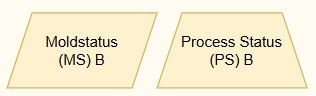 Moldstatus
(MS) B
Process Status
(PS) B